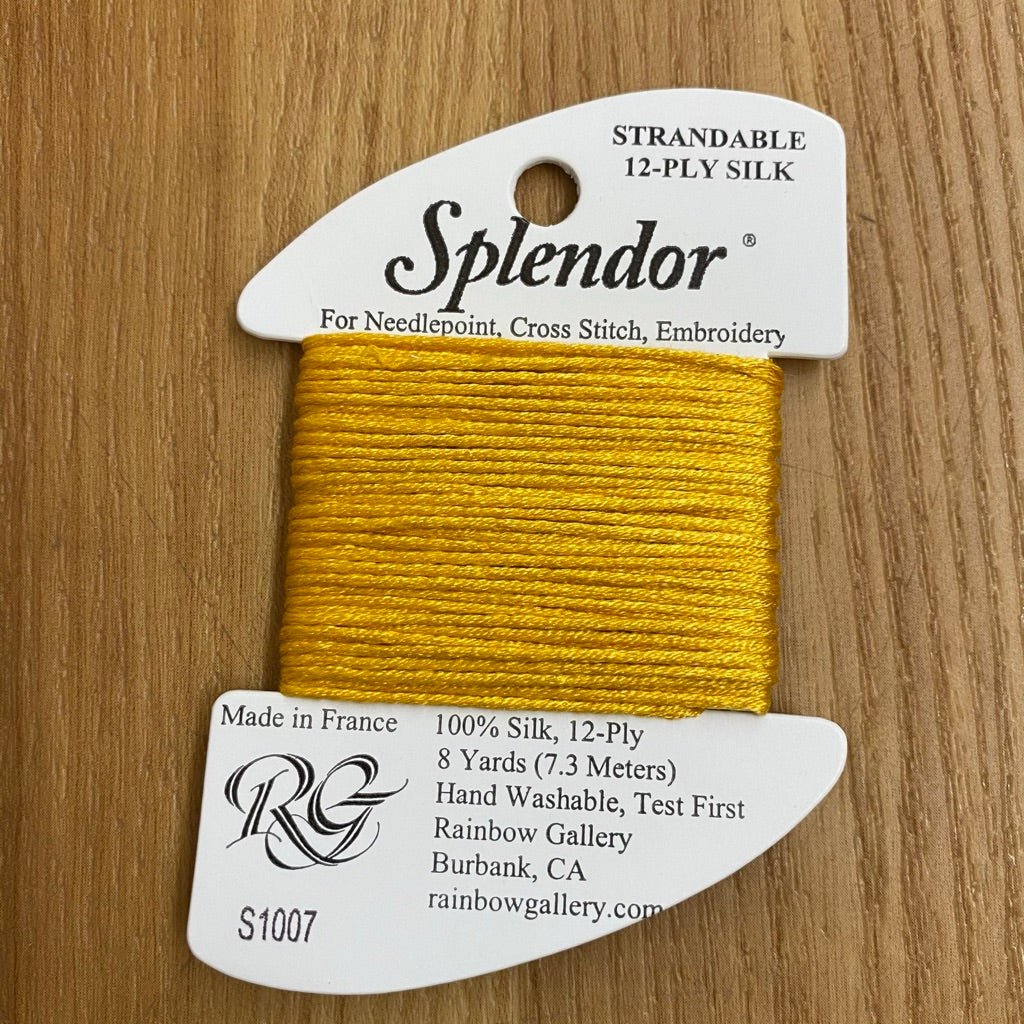 STRANDABLE
12-PLY SILK
Splendor ®
For Needlepoint, Cross Stitch, Embroidery
Made in France
RG
S1007
100% Silk, 12-Ply
8 Yards (7.3 Meters)
Hand Washable, Test First
Rainbow Gallery
Burbank, CA
rainbowgallery.com